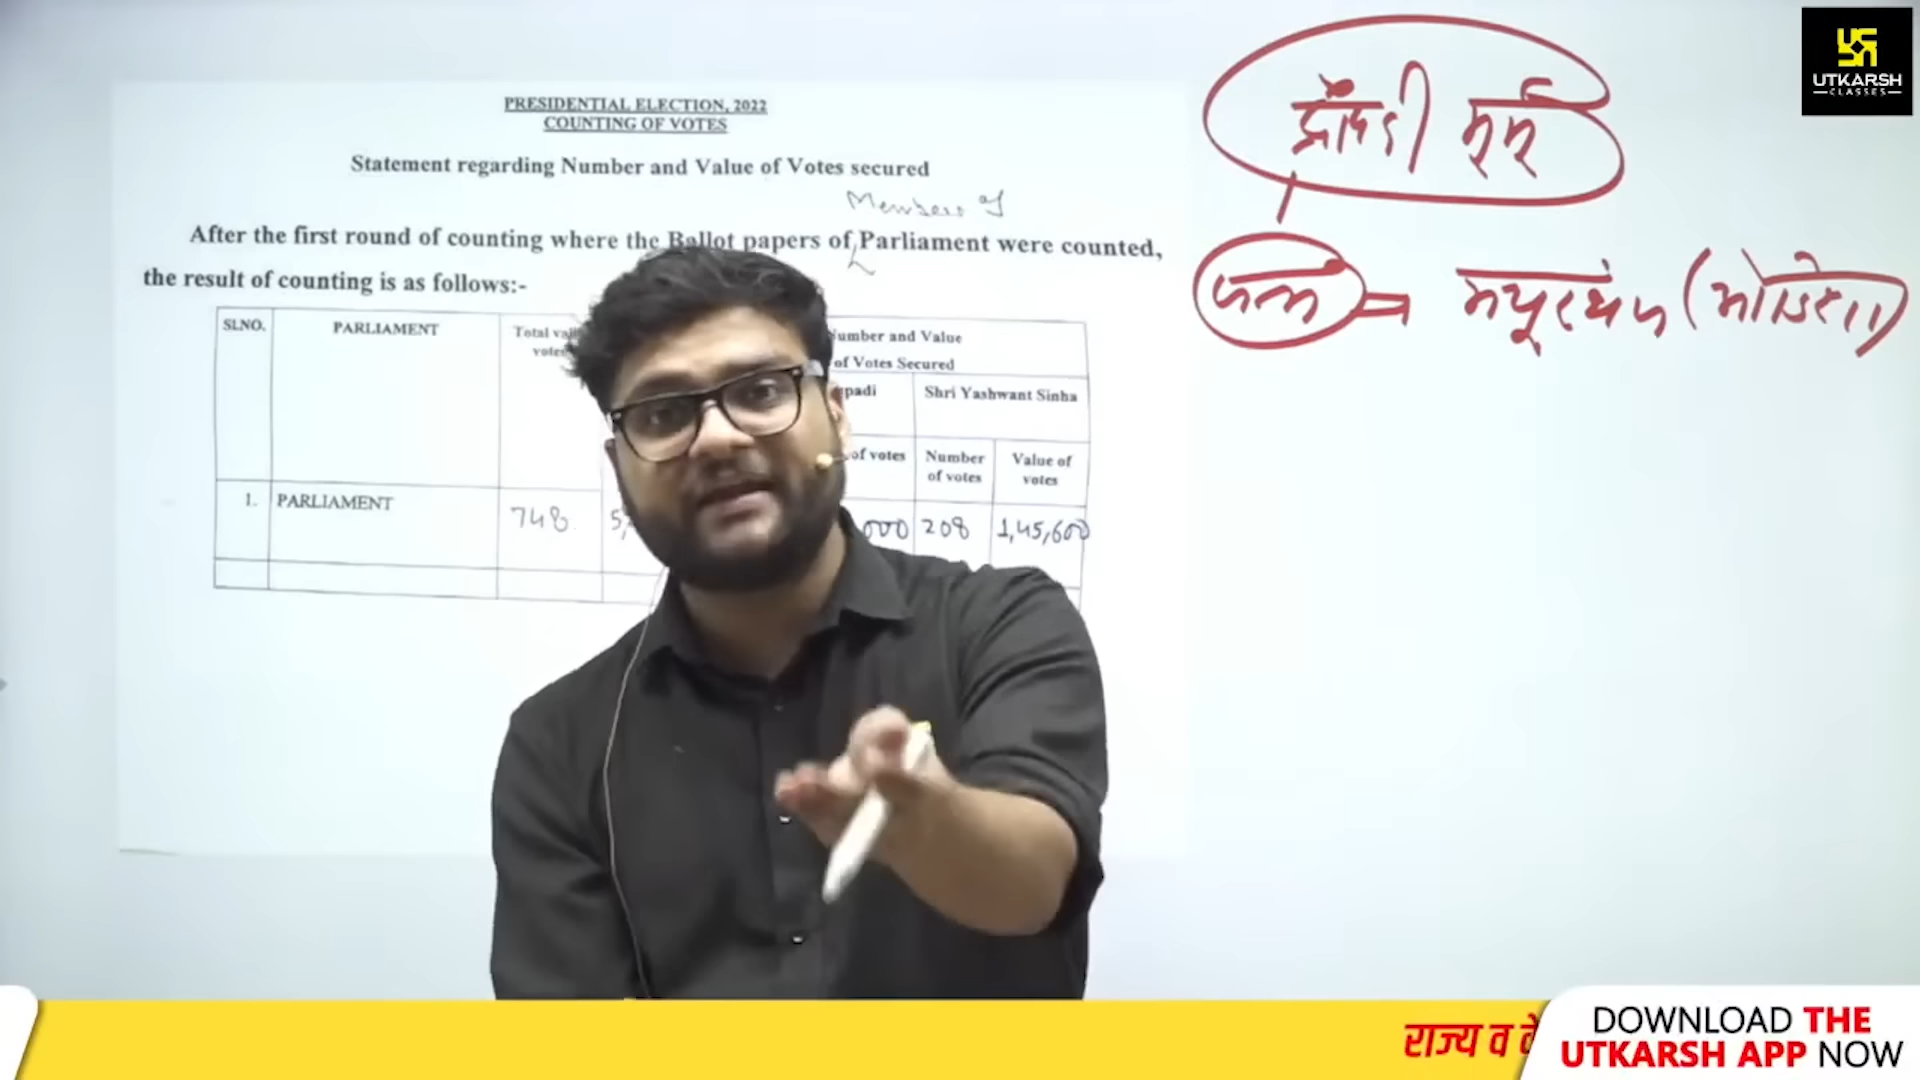 UTKARSH
CLASSES
PRESIDENTIAL ELECTION, 2022
COUNTING OF VOTES
Statement regarding Number and Value of Votes secured
Members of
After the first round of counting where the Ballot papers of Parliament were counted,
the result of counting is as follows:-
SLNO.
PARLIAMENT
Total
votes
Number and Value
of Votes Secured
Shri Yashwant Sinha
of votes
Number
of votes
Value of
votes
1.
PARLIAMENT
748
208
1,45,600
जन्म = मयूरभंज (ओडिशा)
राज्य व
DOWNLOAD THE
UTKARSH APP NOW